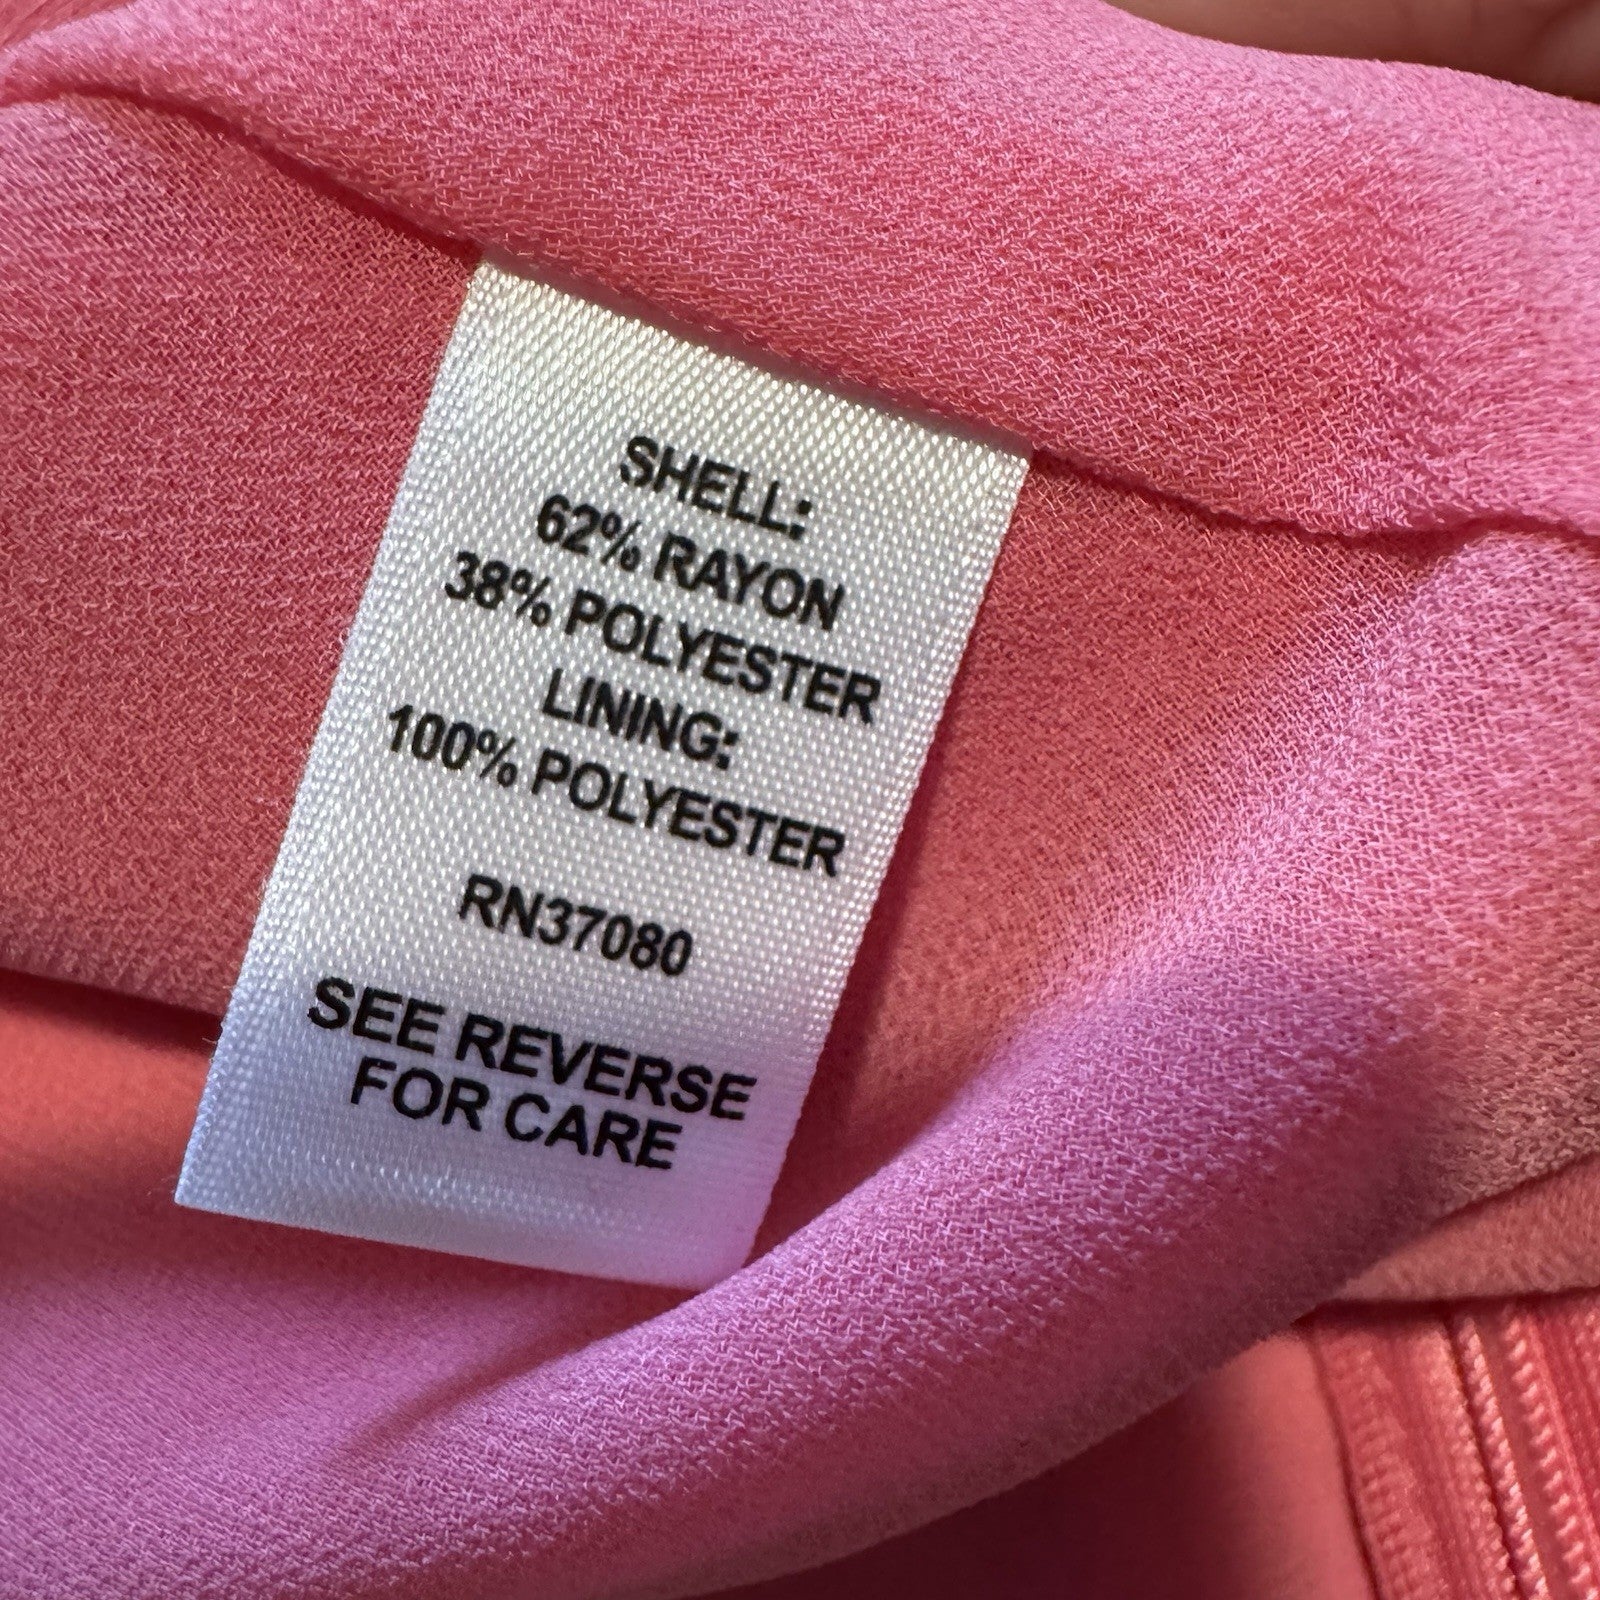 SHELL:
62% RAYON
38% POLYESTER
LINING:
100% POLYESTER
RN37080
SEE REVERSE
FOR CARE